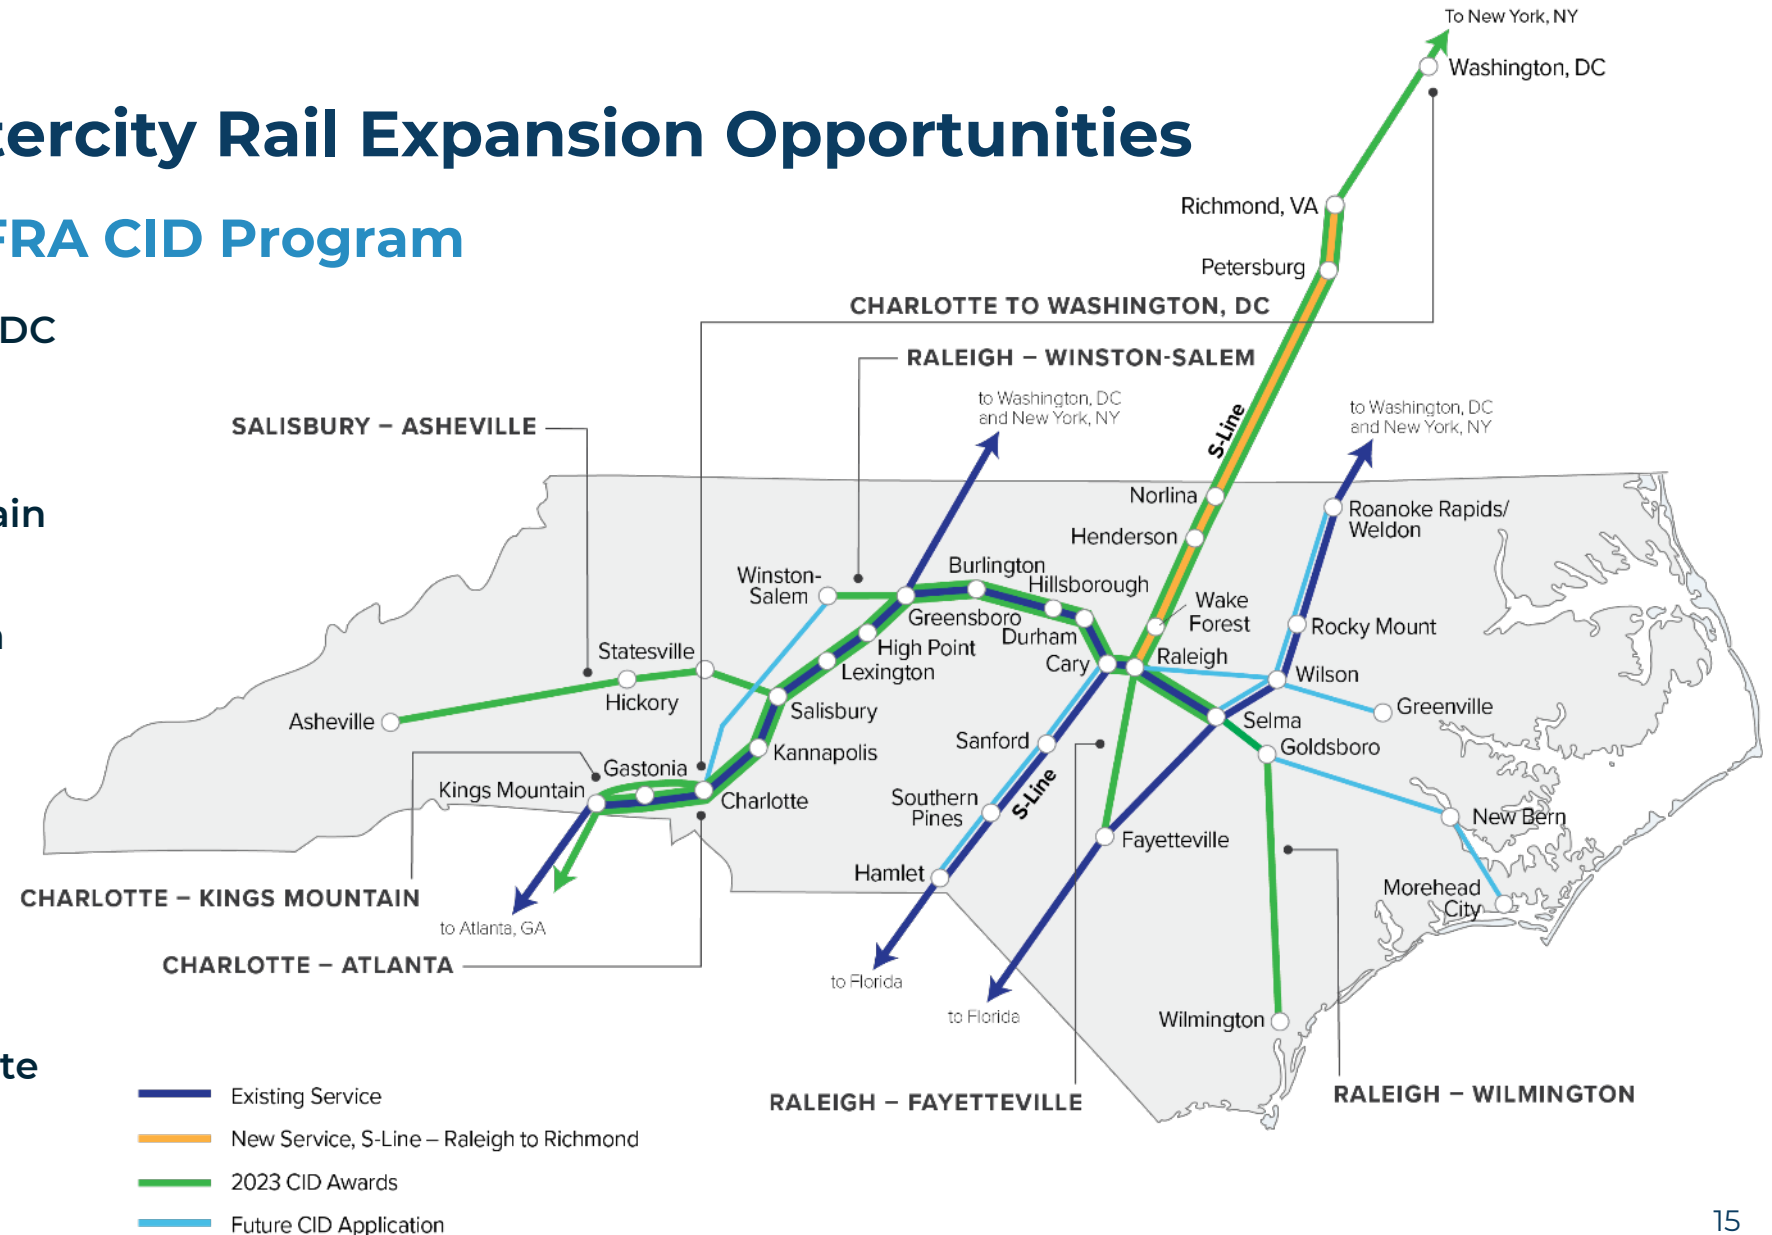 To New York, NY
Washington, DC
tercity Rail Expansion Opportunities
FRA CID Program
Richmond, VA
Petersburg
CHARLOTTE TO WASHINGTON, DC
DC
RALEIGH – WINSTON-SALEM
to Washington, DC
and New York, NY
to Washington, DC
and New York, NY
SALISBURY – ASHEVILLE
S-Line
ain
Norlina
Roanoke Rapids/
Weldon
Henderson
Winston-
Salem
Burlington
Hillsborough
Greensboro
Durham
Wake
Forest
Rocky Mount
High Point
Lexington
Cary
Raleigh
Statesville
Hickory
Wilson
Asheville
Salisbury
Greenville
Selma
Sanford
Goldsboro
Kannapolis
Gastonia
Kings Mountain
Charlotte
Southern
Pines
S-Line
New Bern
Fayetteville
Hamlet
Morehead
City
CHARLOTTE – KINGS MOUNTAIN
to Atlanta, GA
CHARLOTTE – ATLANTA
to Florida
to Florida
Wilmington
te
RALEIGH – FAYETTEVILLE
RALEIGH – WILMINGTON
Existing Service
New Service, S-Line – Raleigh to Richmond
2023 CID Awards
Future CID Application
15